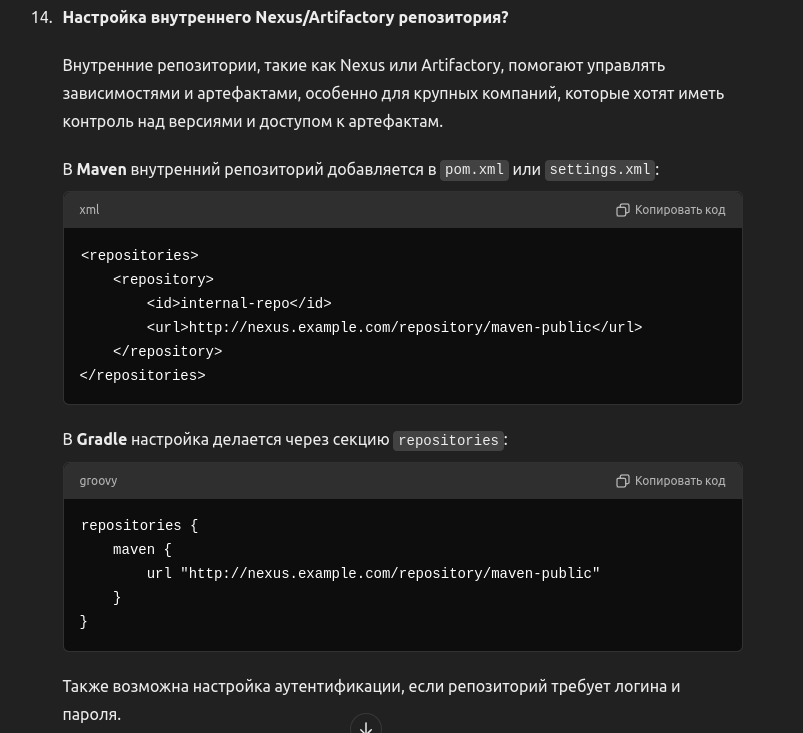 14. Настройка внутреннего Nexus/Artifactory репозитория?
Внутренние репозитории, такие как Nexus или Artifactory, помогают управлять
зависимостями и артефактами, особенно для крупных компаний, которые хотят иметь
контроль над версиями и доступом к артефактам.
В Maven внутренний репозиторий добавляется в pom.xml или settings.xml:
xml Копировать код
<repositories>
    <repository>
        <id>internal-repo</id>
        <url>http://nexus.example.com/repository/maven-public</url>
    </repository>
</repositories>
В Gradle настройка делается через секцию repositories:
groovy Копировать код
repositories {
    maven {
        url "http://nexus.example.com/repository/maven-public"
    }
}
Также возможна настройка аутентификации, если репозиторий требует логина и
пароля.